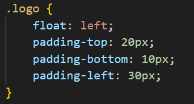 .logo {
    float: left;
    padding-top: 20px;
    padding-bottom: 10px;
    padding-left: 30px;
}